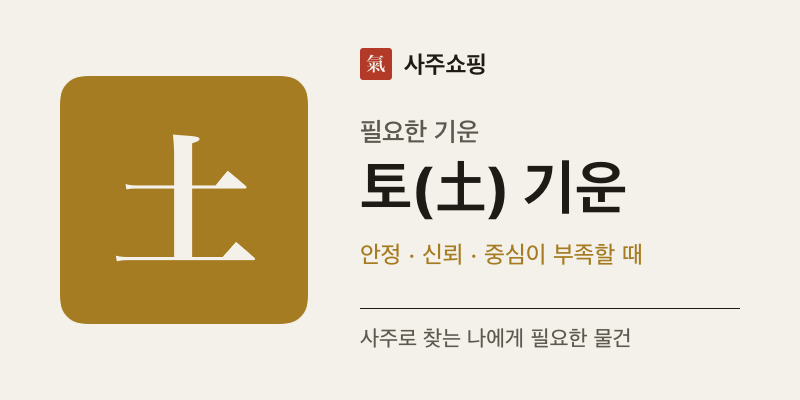 土
氣 사주쇼핑
필요한 기운
토(土) 기운
안정 · 신뢰 · 중심이 부족할 때
사주로 찾는 나에게 필요한 물건